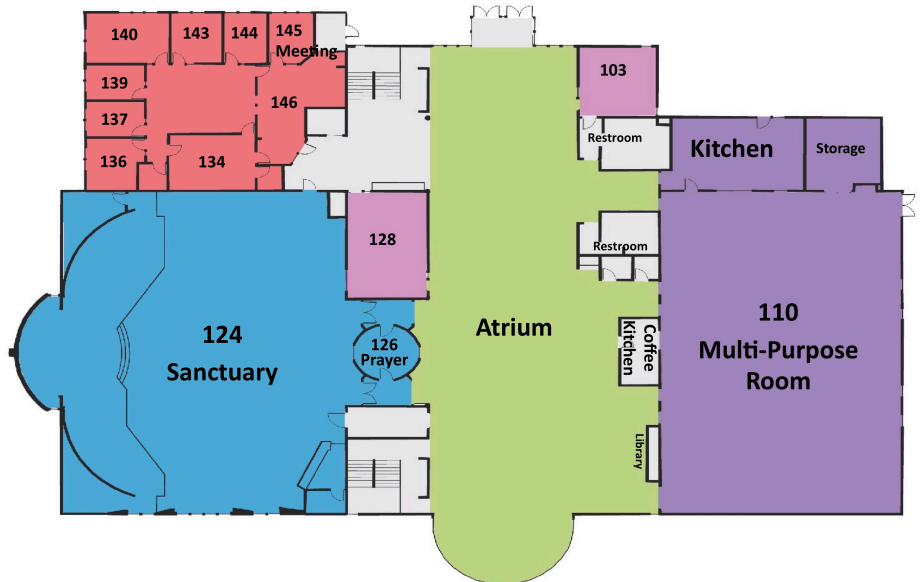 140
143
144
145
Meeting
139
146
137
136
134
103
Restroom
Kitchen
Storage
128
Restroom
124
Sanctuary
126
Prayer
Atrium
Coffee
Kitchen
110
Multi-Purpose
Room
Library